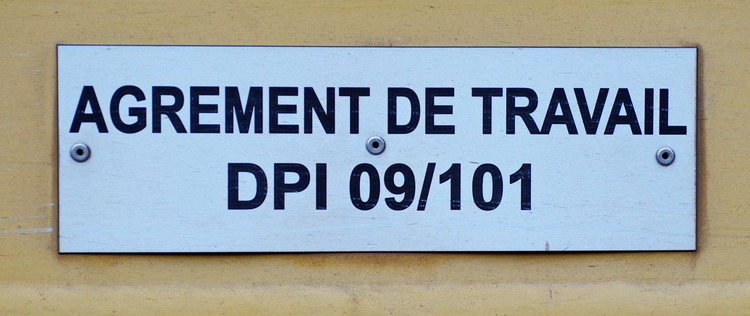 AGREMENT DE TRAVAIL
DPI 09/101